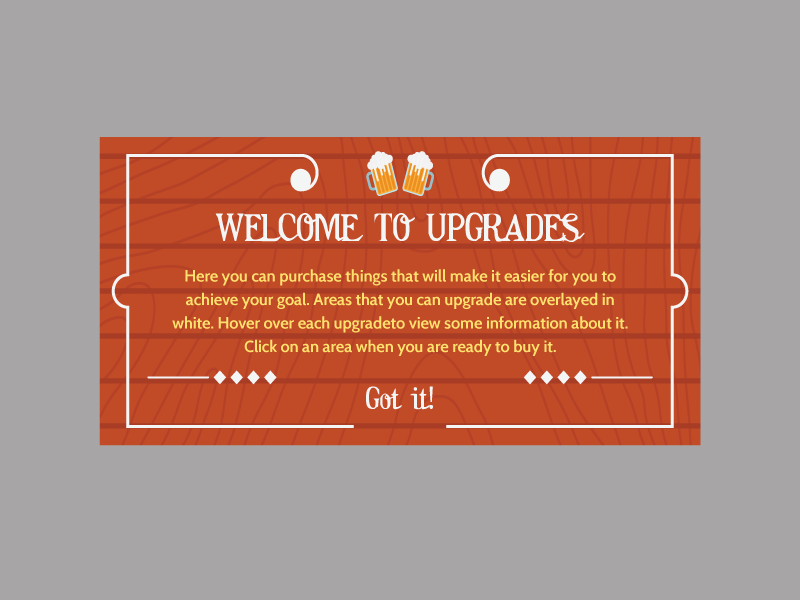 WELCOME TO UPGRADES
Here you can purchase things that will make it easier for you to
achieve your goal. Areas that you can upgrade are overlayed in
white. Hover over each upgradeto view some information about it.
Click on an area when you are ready to buy it.
Got it!